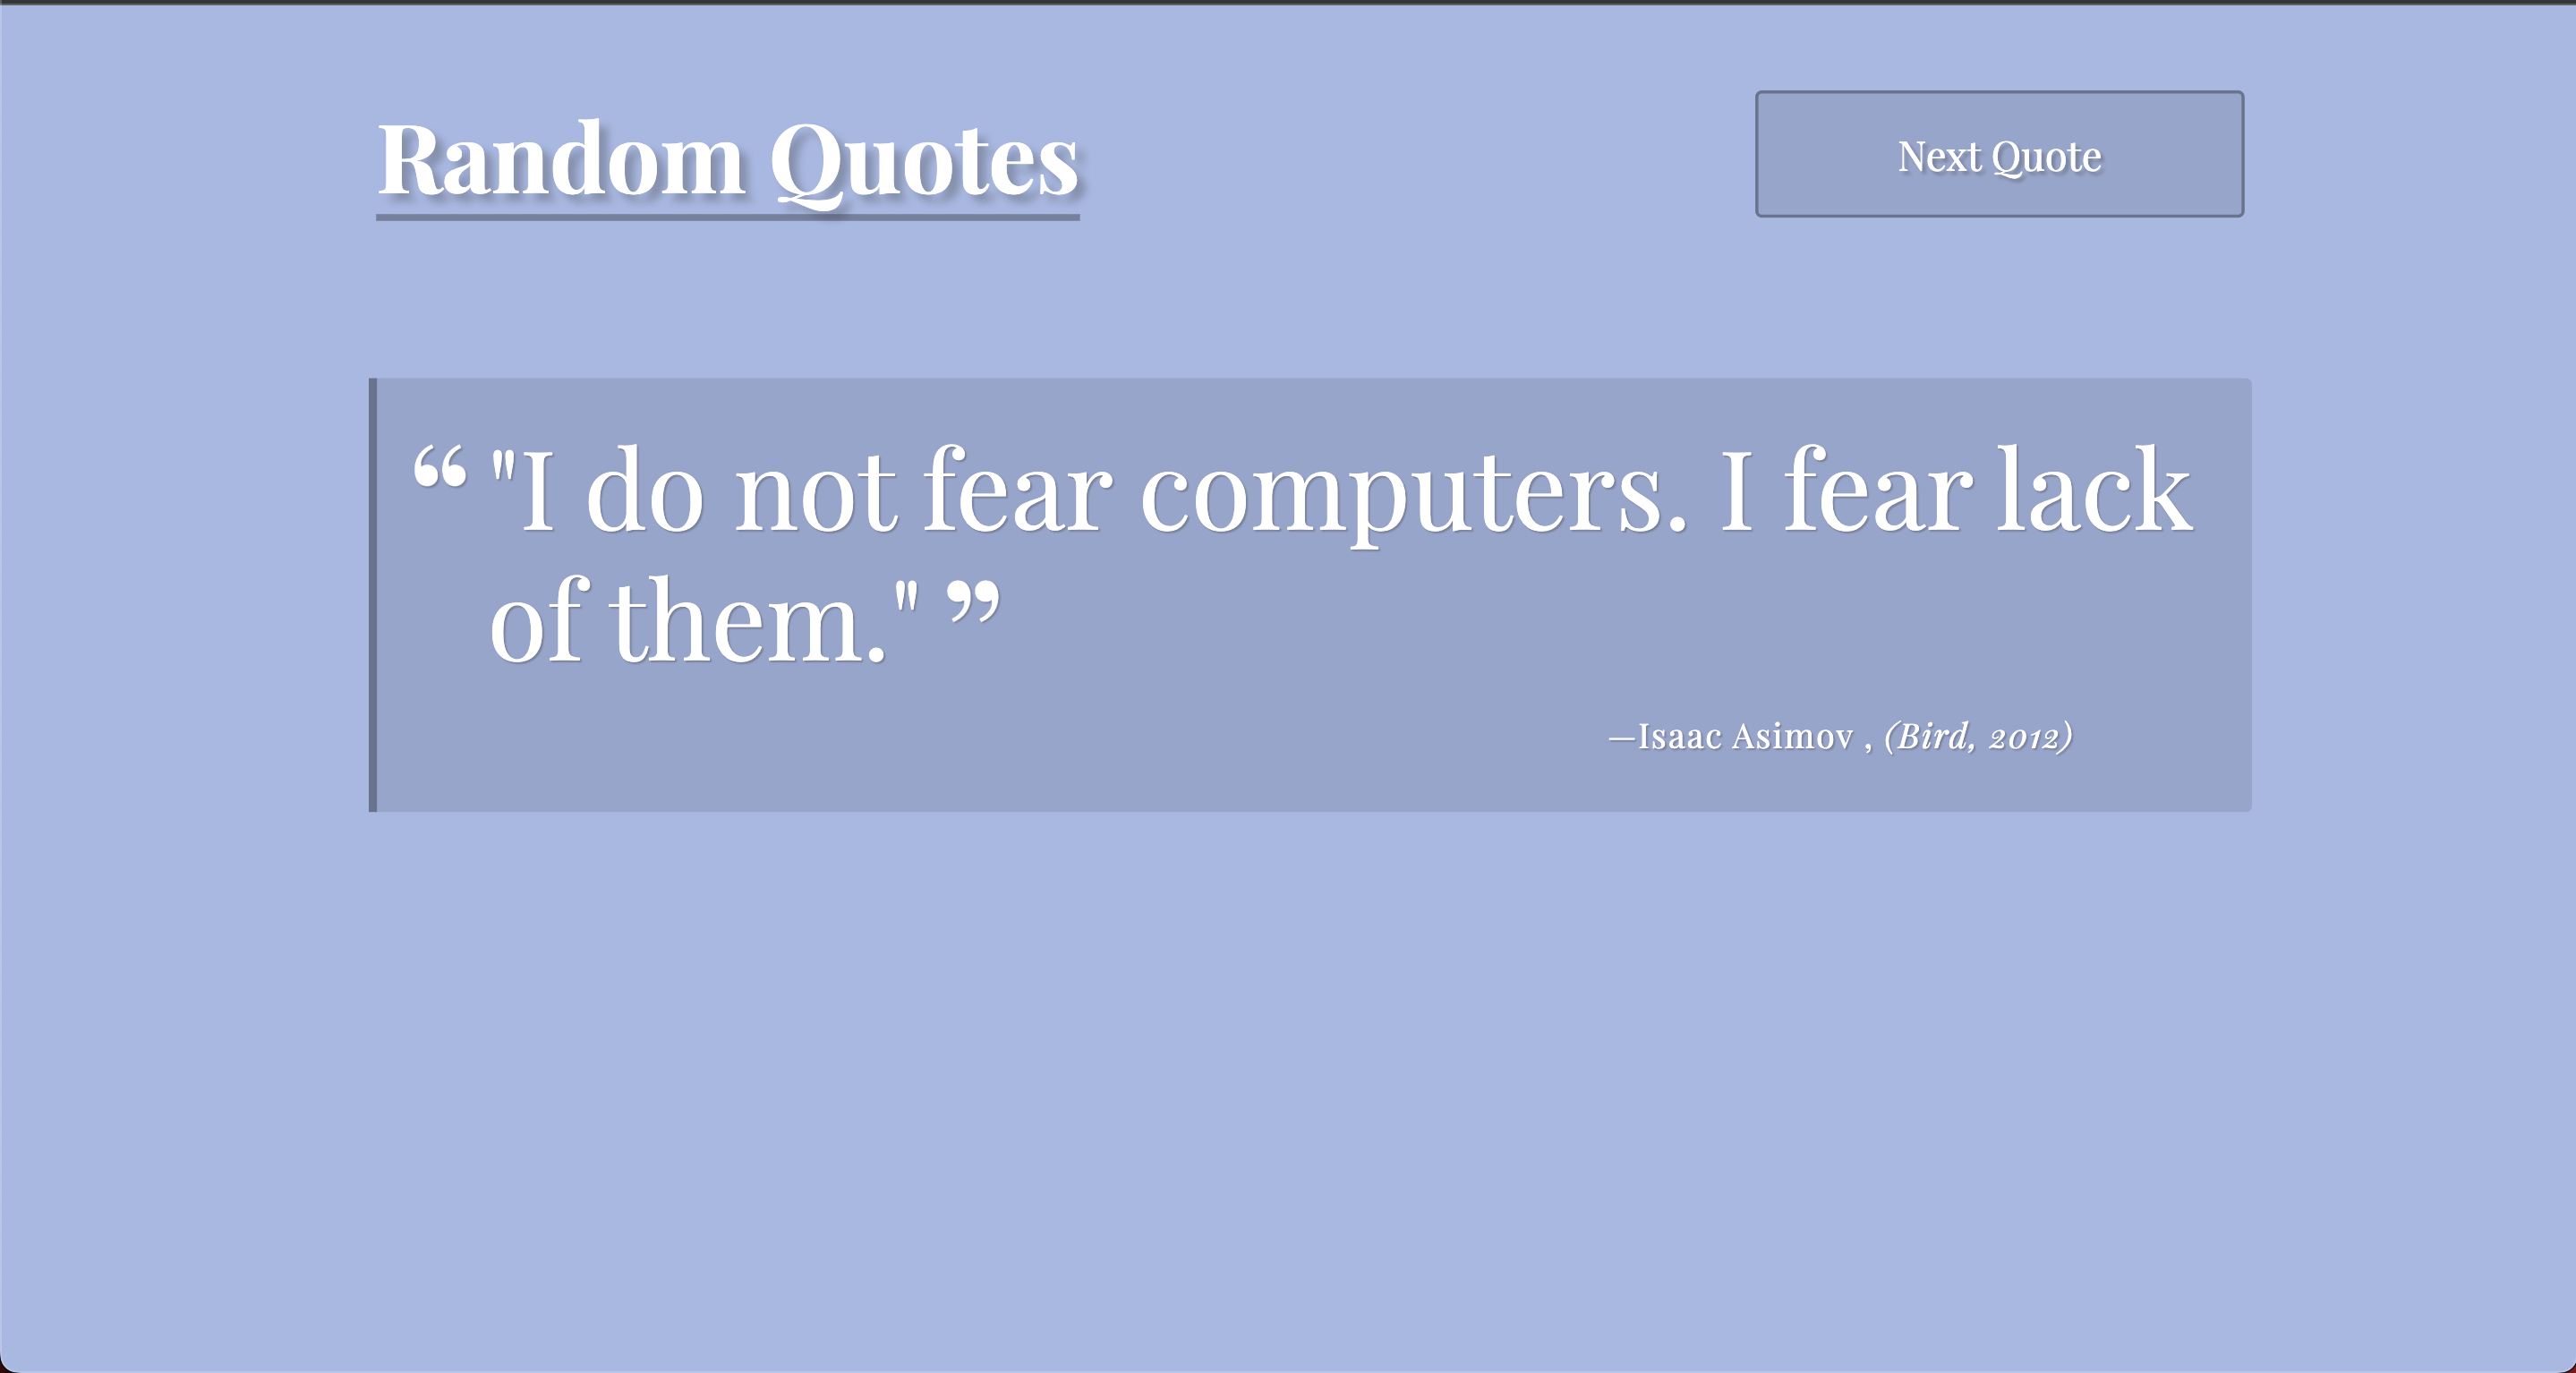 Random Quotes
Next Quote
“ "I do not fear computers. I fear lack
of them." ”
—Isaac Asimov , (Bird, 2012)